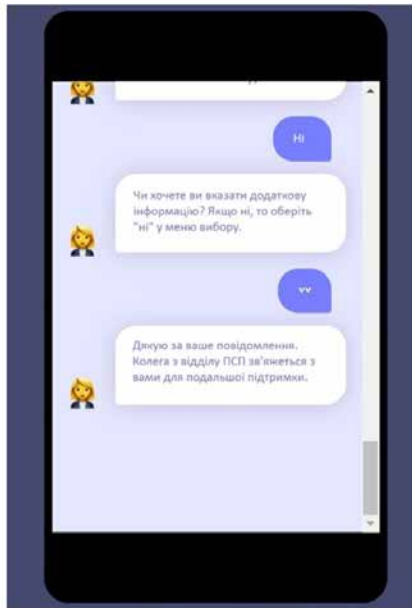 Ні
Чи хочете ви вказати додаткову
інформацію? Якщо ні, то оберіть
"ні" у меню вибору.
vv
Дякую за ваше повідомлення.
Колега з відділу ПСП зв'яжеться з
вами для подальшої підтримки.